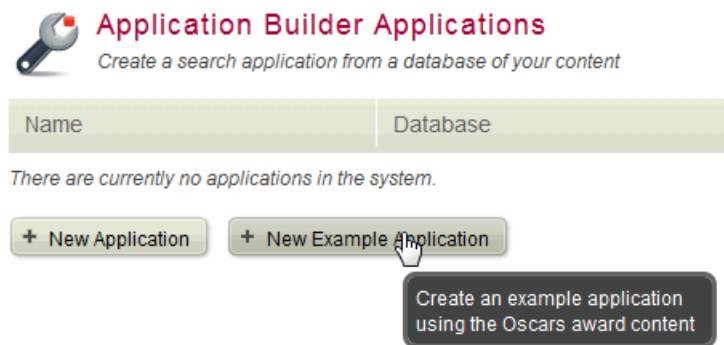 Application Builder Applications
Create a search application from a database of your content
Name Database
There are currently no applications in the system.
+ New Application + New Example Application
Create an example application
using the Oscars award content